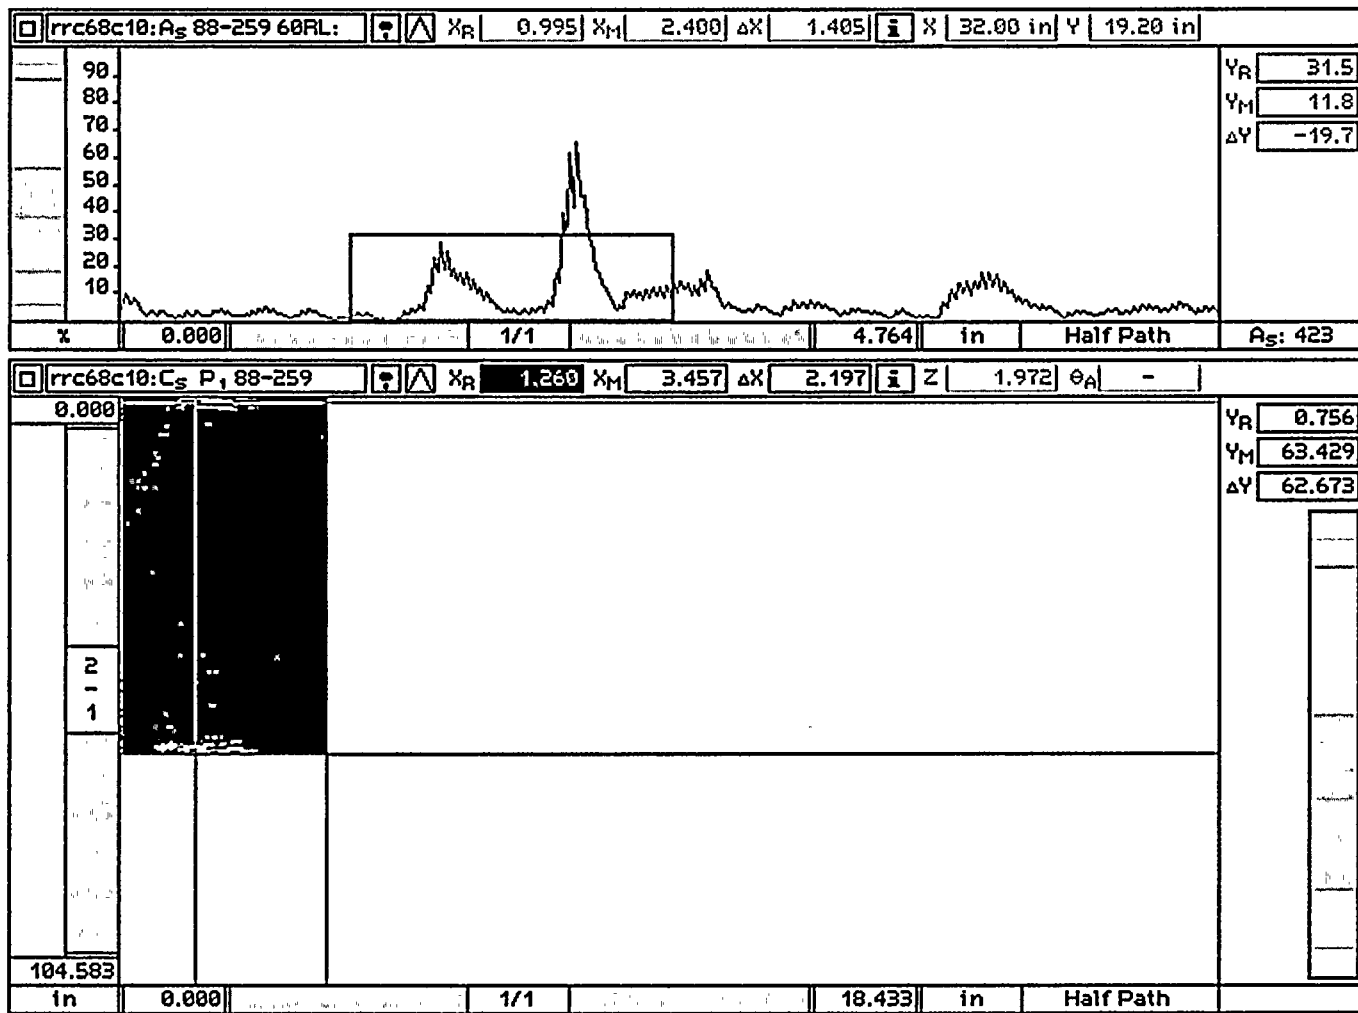 rrc68c10:As 88-259 60RL: XR 0.995 XM 2.400 ΔX 1.405 i X 32.00 in Y 19.20 in
90
80
70
60
50
40
30
20
10
YR 31.5
YM 11.8
ΔY -19.7
% 0.000 1/1 4.764 in Half Path As: 423
rrc68c10:Cs P1 88-259 XR 1.260 XM 3.457 ΔX 2.197 i Z 1.972 θA -
0.000
2
-
1
104.583
YR 0.756
YM 63.429
ΔY 62.673
in 0.000 1/1 18.433 in Half Path